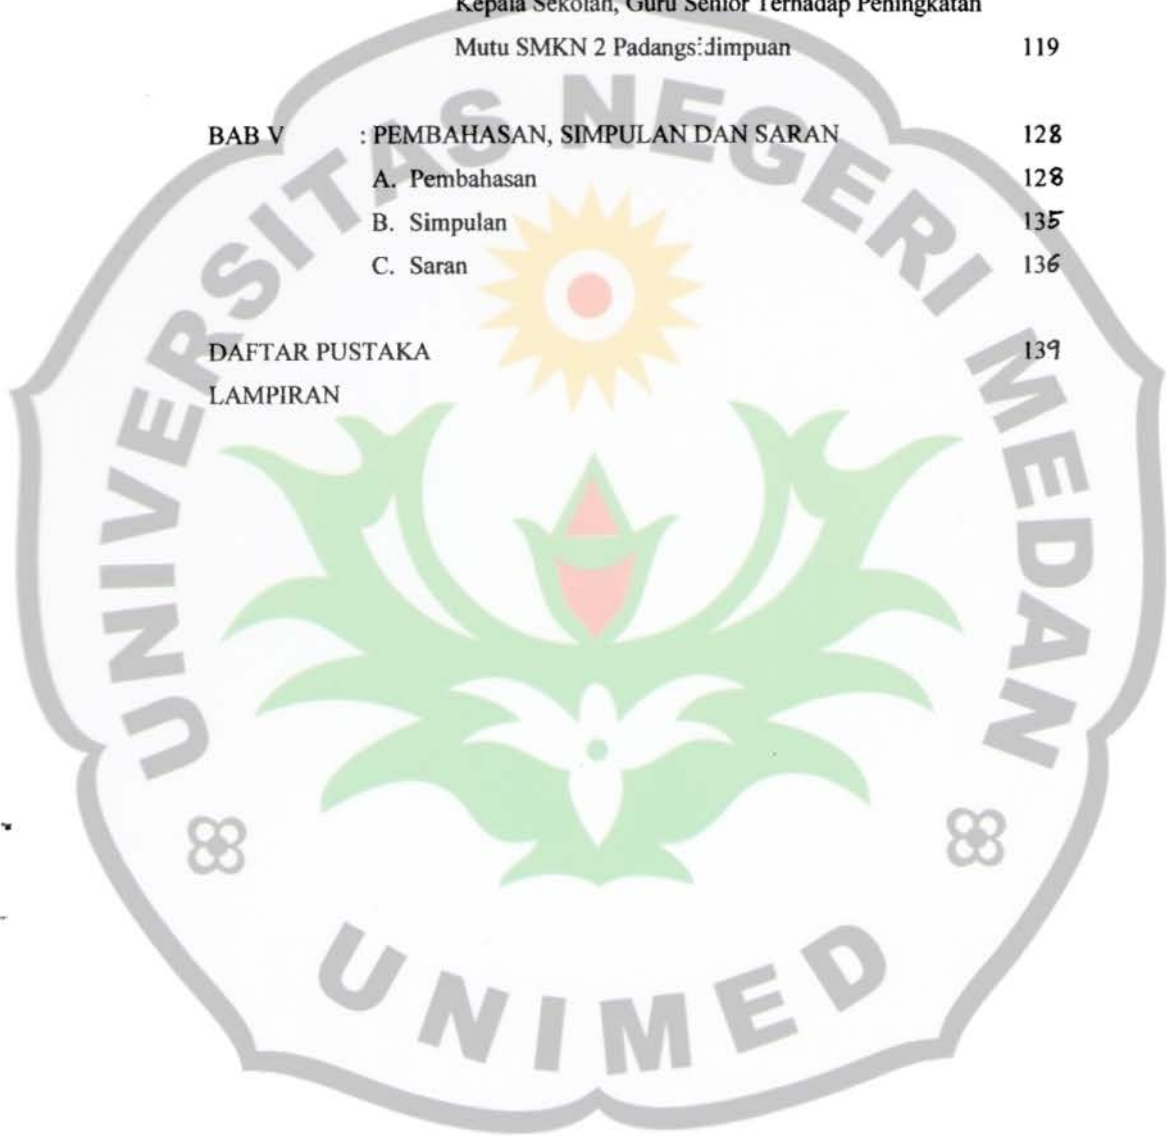 Kepala Sekolah, Guru Senior Terhadap Peningkatan
Mutu SMKN 2 Padangsidimpuan 119
BAB V : PEMBAHASAN, SIMPULAN DAN SARAN 128
A. Pembahasan 128
B. Simpulan 135
C. Saran 136
DAFTAR PUSTAKA 139
LAMPIRAN
UNIVERSITAS NEGERI MEDAN
UNIMED